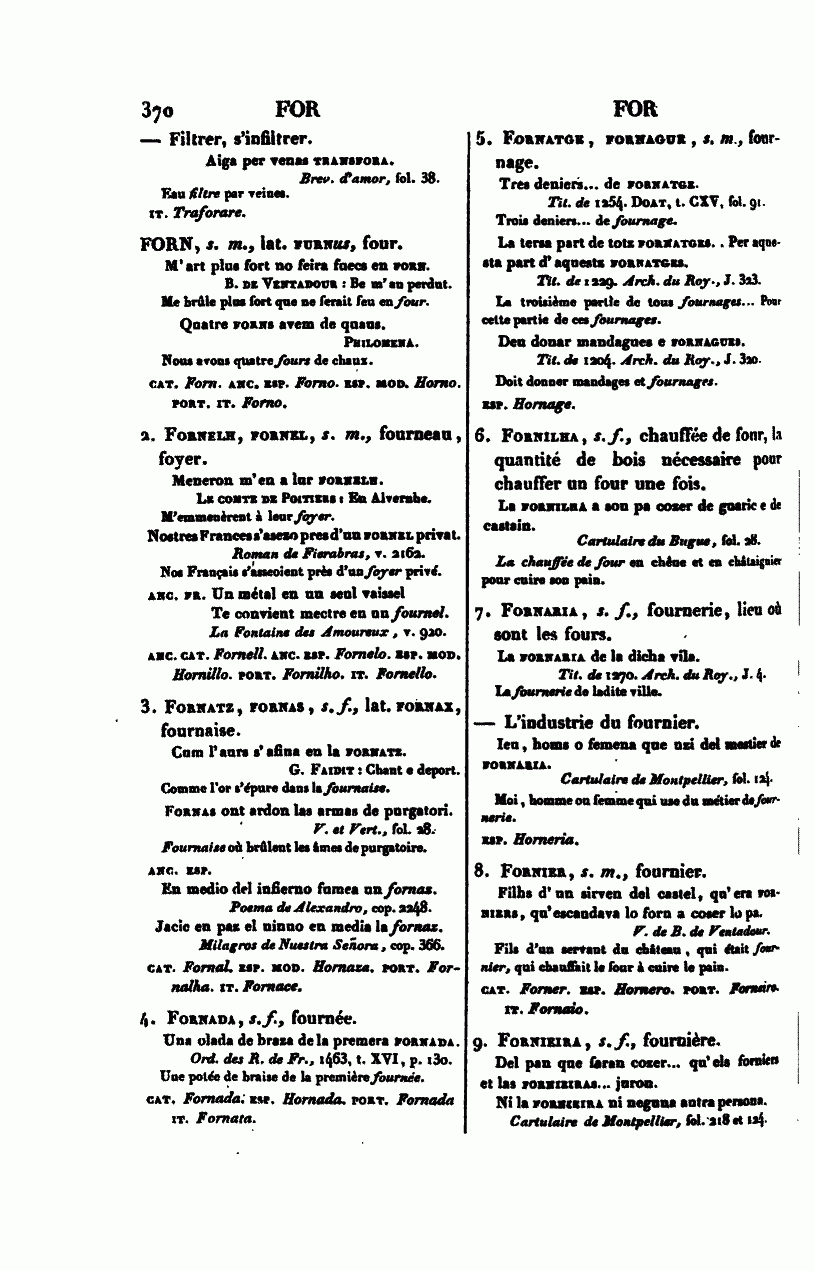 370 FOR FOR
— Filtrer, s'infiltrer.
Aiga per venas TRANSFORA.
Brev. d'amor, fol. 38.
Eau filtre par veines.
IT. Traforare.
FORN, s. m., lat. FURNUS, four.
M'art plus fort no feira fuecs en FORN.
B. DE VENTADOUR : Be m'an perdut.
Me brûle plus fort que ne ferait feu en four.
Quatre FORNS avem de quaus.
PHILOMENA.
Nous avons quatre fours de chaux.
CAT. Forn. ANC. ESP. Forno. ESP. MOD. Horno.
PORT. IT. Forno.
2. FORNELH, FORNEL, s. m., fourneau,
foyer.
Meneron m'en a lur FORNELH.
LE COMTE DE POITIERS : En Alvernhe.
M'emmenèrent à leur foyer.
Nostres Frances s'asezo pres d'un FORNEL privat.
Roman de Fierabras, v. 2162.
Nos Français s'asseoient près d'un foyer privé.
ANC. FR. Un métal en un seul vaissel
Te convient mectre en un fournel.
La Fontaine des Amoureux, v. 920.
ANC. CAT. Fornell. ANC. ESP. Fornelo. ESP. MOD.
Hornillo. PORT. Fornilho. IT. Fornello.
3. FORNATZ, FORNAS, s. f., lat. FORNAX,
fournaise.
Cum l'aurs s'afina en la FORNATZ.
G. FAIDIT : Chant e deport.
Comme l'or s'épure dans la fournaise.
FORNAS ont ardon las armas de purgatori.
V. et Vert., fol. 28.
Fournaise où brûlent les âmes de purgatoire.
ANC. ESP.
En medio del infierno fumea un fornaz.
Poema de Alexandro, cop. 2248.
Jacie en paz el ninno en media la fornaz.
Milagros de Nuestra Señora, cop. 366.
CAT. Fornal. ESP. MOD. Hornaza. PORT. For-
nalha. IT. Fornace.
4. FORNADA, s. f., fournée.
Una olada de braza de la premera FORNADA.
Ord. des R. de Fr., 1463, t. XVI, p. 130.
Une potée de braise de la première fournée.
CAT. Fornada. ESP. Hornada. PORT. Fornada
IT. Fornata.
5. FORNATGE, FORNAGUE, s. m., four-
nage.
Tres deniers... de FORNATGE.
Tit. de 1254. DOAT, t. CXV, fol. 91.
Trois deniers... de fournage.
La tersa part de totz FORNATGES. . Per aque-
sta part d'aquestz FORNATGES.
Tit. de 1229. Arch. du Roy., J. 323.
La troisième partie de tous fournages... Pour
cette partie de ces fournages.
Deu donar mandagues e FORNAGUES.
Tit. de 1204. Arch. du Roy., J. 320.
Doit donner mandages et fournages.
ESP. Hornage.
6. FORNILHA, s. f., chauffée de four, la
quantité de bois nécessaire pour
chauffer un four une fois.
La FORNILHA a son pa cozer de guaric e de
castain.
Cartulaire du Bugue, fol. 28.
La chauffée de four en chêne et en châtaignier
pour cuire son pain.
7. FORNARIA, s. f., fournerie, lieu où
sont les fours.
La FORNARIA de la dicha vila.
Tit. de 1270. Arch. du Roy., J. 4.
La fournerie de ladite ville.
— L'industrie du fournier.
Ieu, homs o femena que uzi del mestier de
FORNARIA.
Cartulaire de Montpellier, fol. 124.
Moi, homme ou femme qui use du métier de four-
nerie.
ESP. Horneria.
8. FORNIER, s. m., fournier.
Filhs d'un sirven del castel, qu'era FOR-
NIERS, qu'escandava lo forn a coser lo pa.
V. de B. de Ventadour.
Fils d'un servant du château, qui était four-
nier, qui chauffait le four à cuire le pain.
CAT. Forner. ESP. Hornero. PORT. Forneiro.
IT. Fornaio.
9. FORNIEIRA, s. f., fournière.
Del pan que faran cozer... qu'els forniers
et las FORNIEIRAS... juron.
Ni la FORNEIRA ni neguna autra persona.
Cartulaire de Montpellier, fol. 218 et 124.